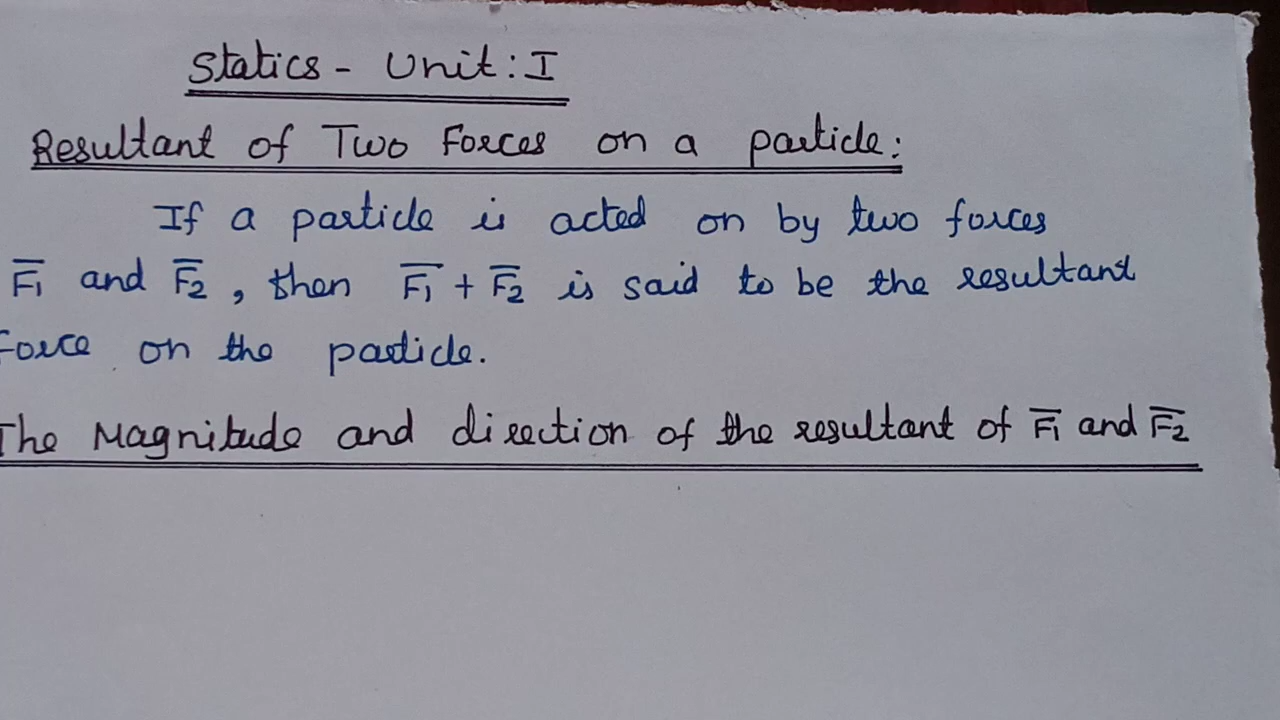 Statics - Unit: I
Resultant of Two Forces on a particle:
If a particle is acted on by two forces
F̅₁ and F̅₂, then F̅₁ + F̅₂ is said to be the resultant
force on the particle.
The Magnitude and direction of the resultant of F̅₁ and F̅₂